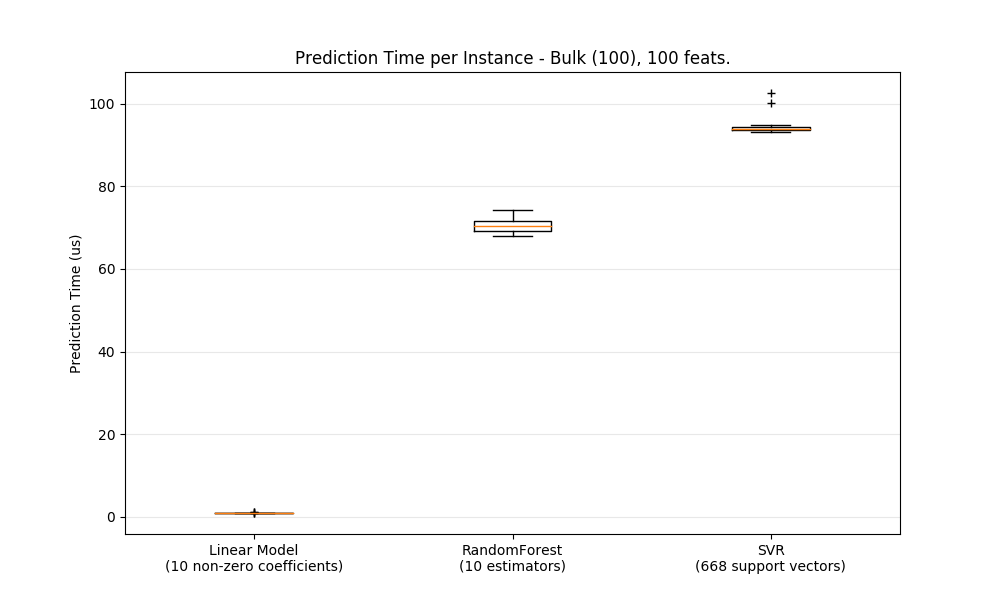 Prediction Time per Instance - Bulk (100), 100 feats.
Prediction Time (us)
100
80
60
40
20
0
Linear Model
(10 non-zero coefficients)
RandomForest
(10 estimators)
SVR
(668 support vectors)